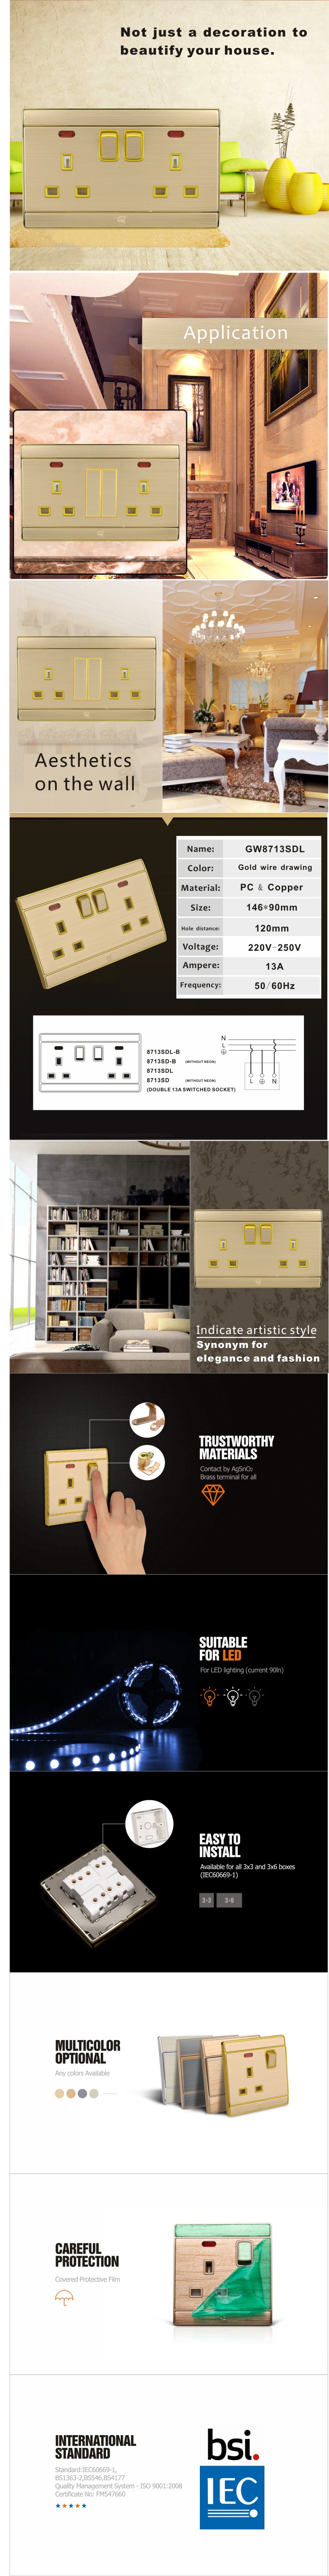 Not just a decoration to
beautify your house.
Application
Aesthetics
on the wall
Name: GW8713SDL
Color: Gold wire drawing
Material: PC & Copper
Size: 146*90mm
Hole distance: 120mm
Voltage: 220V-250V
Ampere: 13A
Frequency: 50/60Hz
8713SDL-B
8713SD-B (WITHOUT NEON)
8713SDL
8713SD (WITHOUT NEON)
(DOUBLE 13A SWITCHED SOCKET)
N
L
L N
Indicate artistic style
Synonym for
elegance and fashion
TRUSTWORTHY
MATERIALS
Contact by AgSnO₂
Brass terminal for all
SUITABLE
FOR LED
For LED lighting (current 90In)
EASY TO
INSTALL
Available for all 3x3 and 3x6 boxes
(IEC60669-1)
3-3 3-6
MULTICOLOR
OPTIONAL
Any colors Available
CAREFUL
PROTECTION
Covered Protective Film
INTERNATIONAL
STANDARD
Standard:IEC60669-1,
BS1363-2,BS546,BS4177
Quality Management System - ISO 9001:2008
Certificate No: FM547660
bsi.
IEC